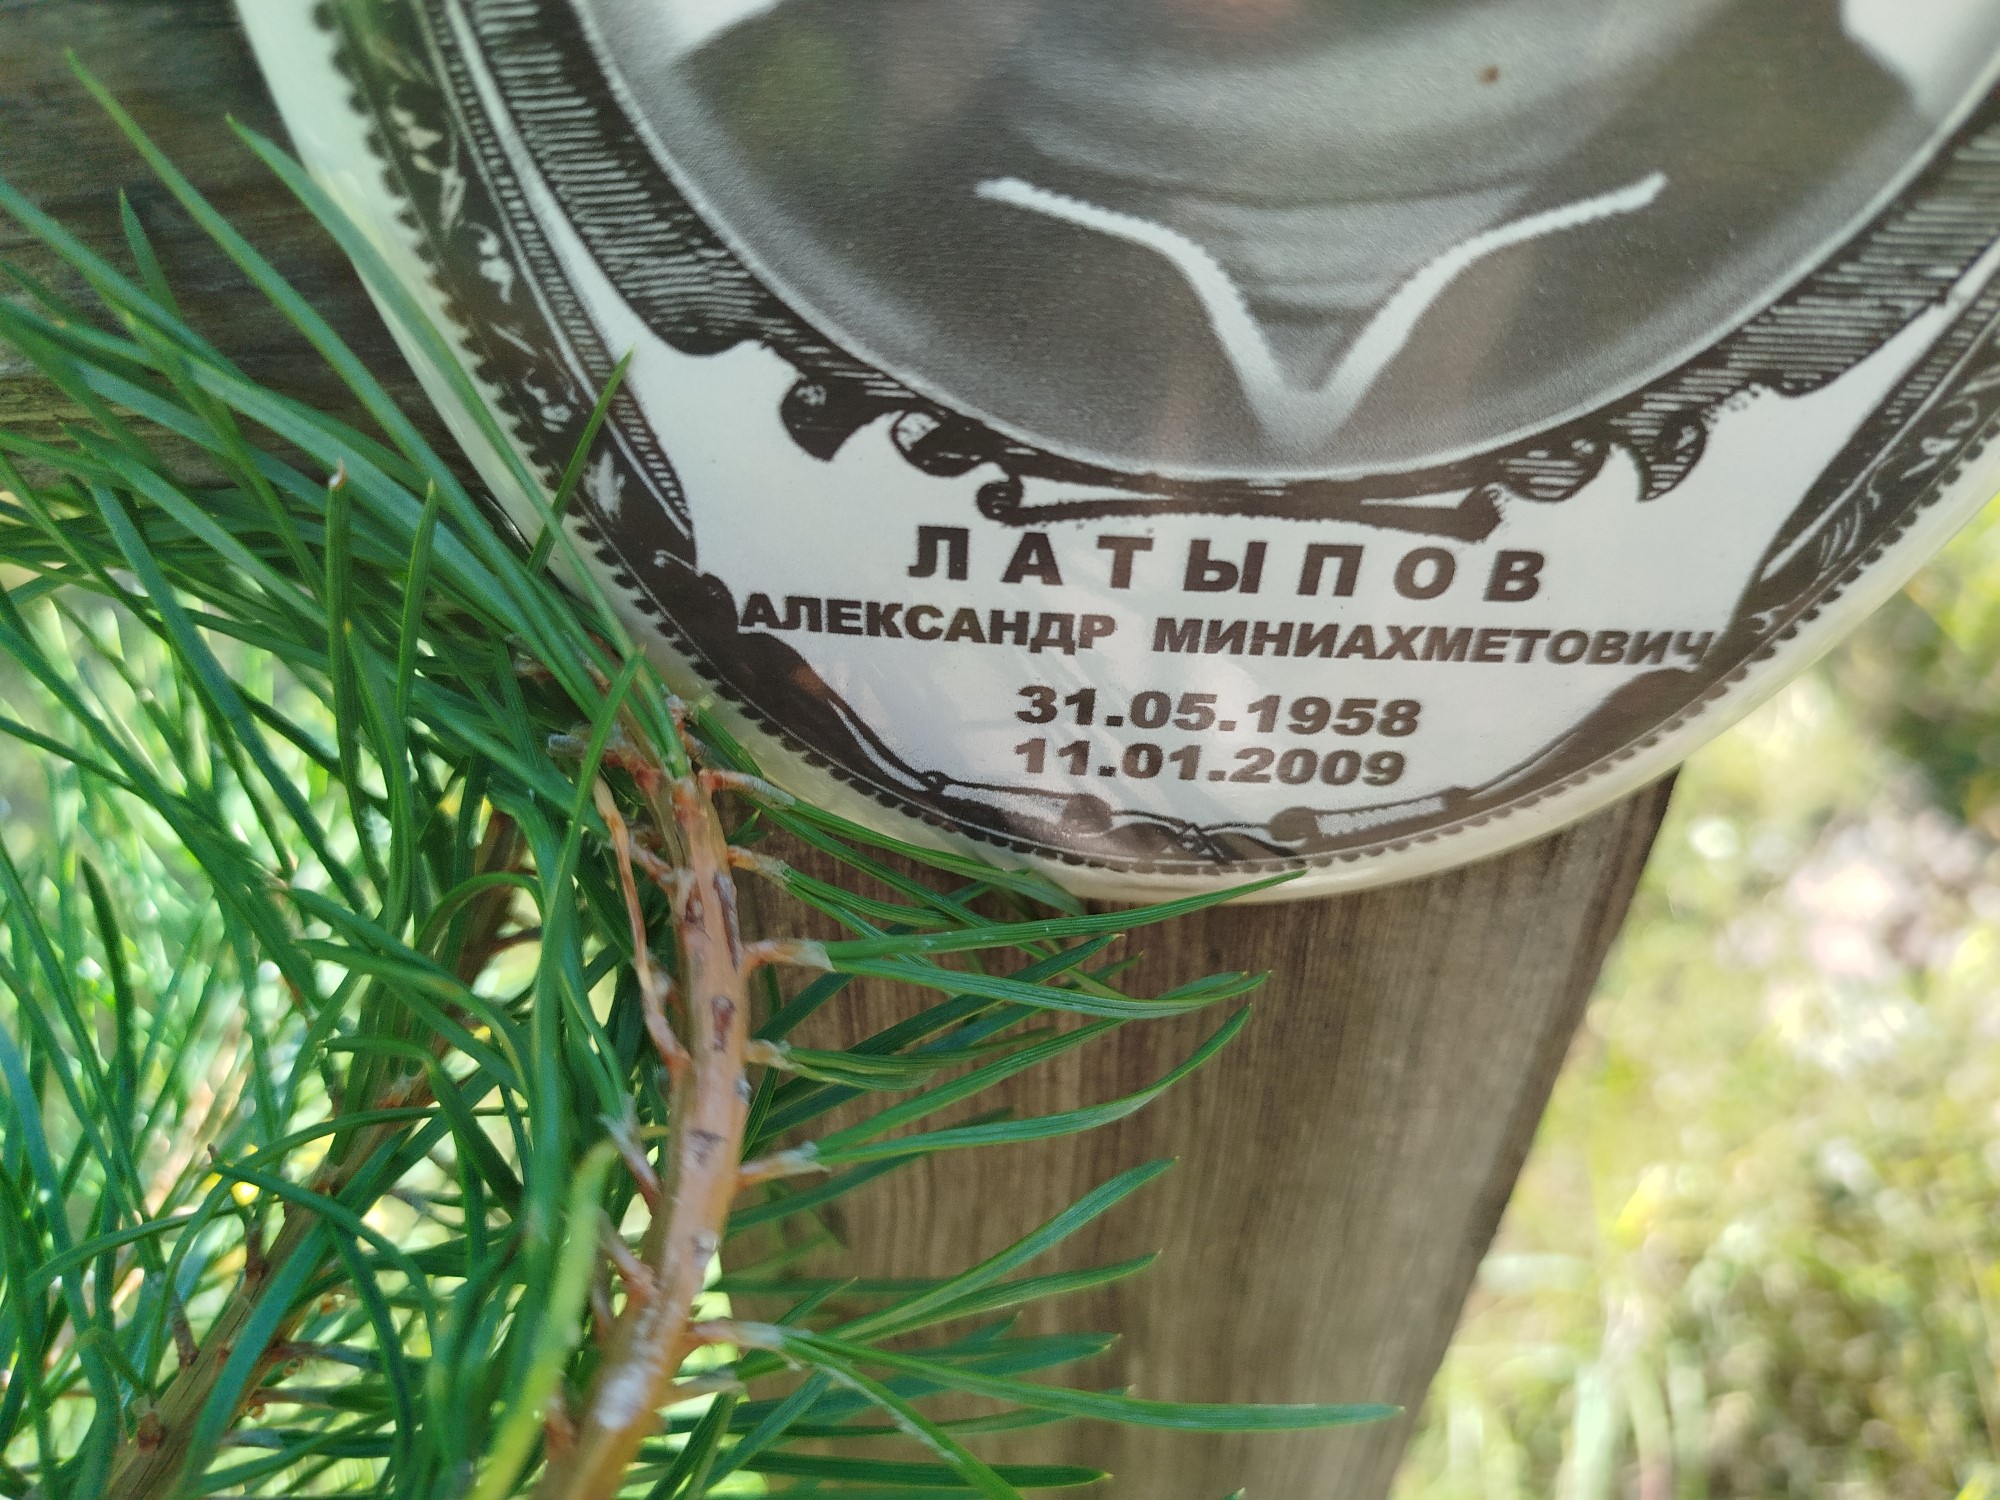 ЛАТЫПОВ
АЛЕКСАНДР МИНИАХМЕТОВИЧ
31.05.1958
11.01.2009